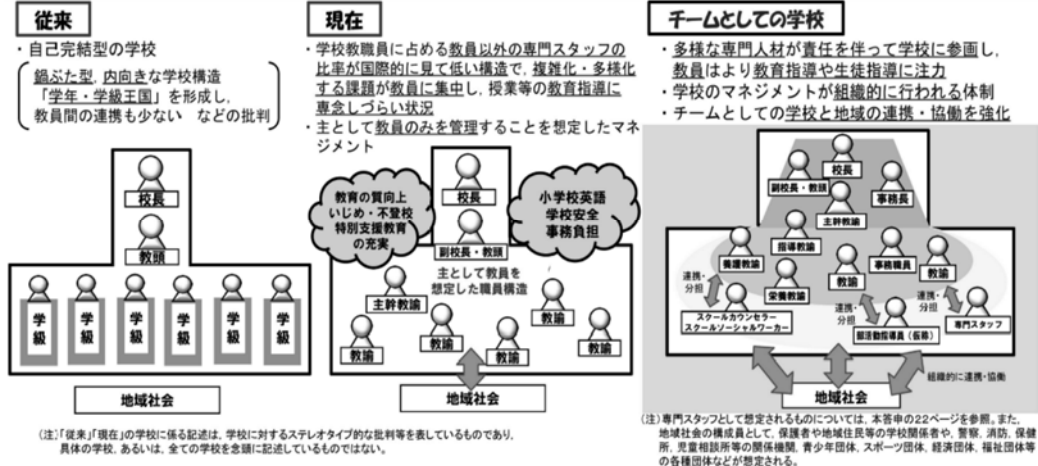 従来
・自己完結型の学校
鍋ぶた型、内向きな学校構造
「学年・学級王国」を形成し、
教員間の連携も少ない などの批判
校長
教頭
学級
学級
学級
学級
学級
学級
地域社会
現在
・学校教職員に占める教員以外の専門スタッフの
比率が国際的に見て低い構造で、複雑化・多様化
する課題が教員に集中し、授業等の教育指導に
専念しづらい状況
・主として教員のみを管理することを想定したマネ
ジメント
教育の質向上
いじめ・不登校
特別支援教育
の充実
小学校英語
学校安全
事務負担
校長
副校長・教頭
主として教員を
想定した職員構造
主幹教諭
教諭
教諭
教諭
教諭
教諭
地域社会
(注)「従来」「現在」の学校に係る記述は、学校に対するステレオタイプ的な批判等を表しているものであり、
具体の学校、あるいは、全ての学校を念頭に記述しているものではない。
チームとしての学校
・多様な専門人材が責任を伴って学校に参画し、
教員はより教育指導や生徒指導に注力
・学校のマネジメントが組織的に行われる体制
・チームとしての学校と地域の連携・協働を強化
校長
副校長・教頭
事務長
主幹教諭
指導教諭
養護教諭
教諭
事務職員
教諭
栄養教諭
連携・
分担
連携・
分担
連携・
分担
スクールカウンセラー
スクールソーシャルワーカー
部活動指導員（仮称）
専門スタッフ
組織的に連携・協働
地域社会
(注)専門スタッフとして想定されるものについては、本答申の22ページを参照。また、
地域社会の構成員として、保護者や地域住民等の学校関係者や、警察、消防、保健
所、児童相談所等の関係機関、青少年団体、スポーツ団体、経済団体、福祉団体等
の各種団体などが想定される。